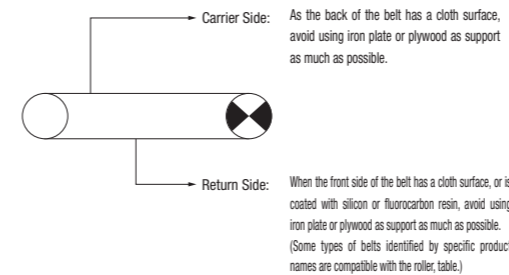 Carrier Side: As the back of the belt has a cloth surface,
avoid using iron plate or plywood as support
as much as possible.
Return Side: When the front side of the belt has a cloth surface, or is
coated with silicon or fluorocarbon resin, avoid using
iron plate or plywood as support as much as possible.
(Some types of belts identified by specific product
names are compatible with the roller, table.)